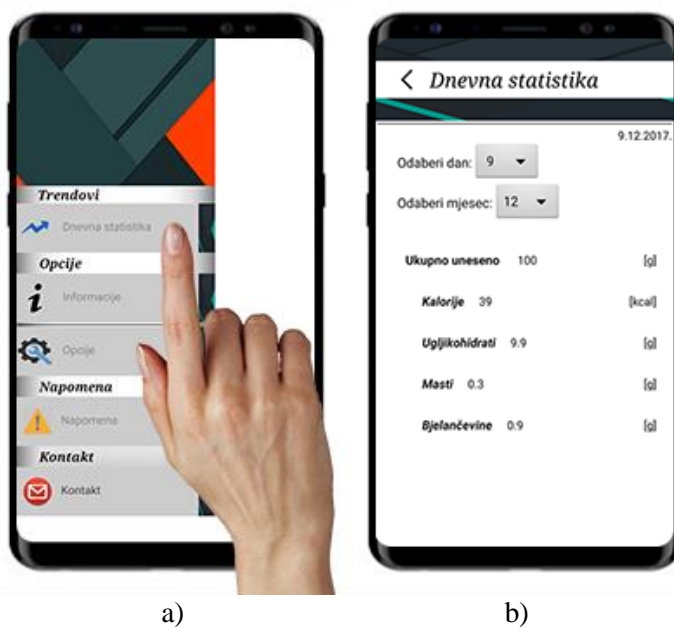 Trendovi
Dnevna statistika
Opcije
Informacije
Opcije
Napomena
Napomena
Kontakt
Kontakt
a)
Dnevna statistika
9.12.2017.
Odaberi dan: 9
Odaberi mjesec: 12
Ukupno uneseno 100 [g]
Kalorije 39 [kcal]
Ugljikohidrati 9.9 [g]
Masti 0.3 [g]
Bjelančevine 0.9 [g]
b)